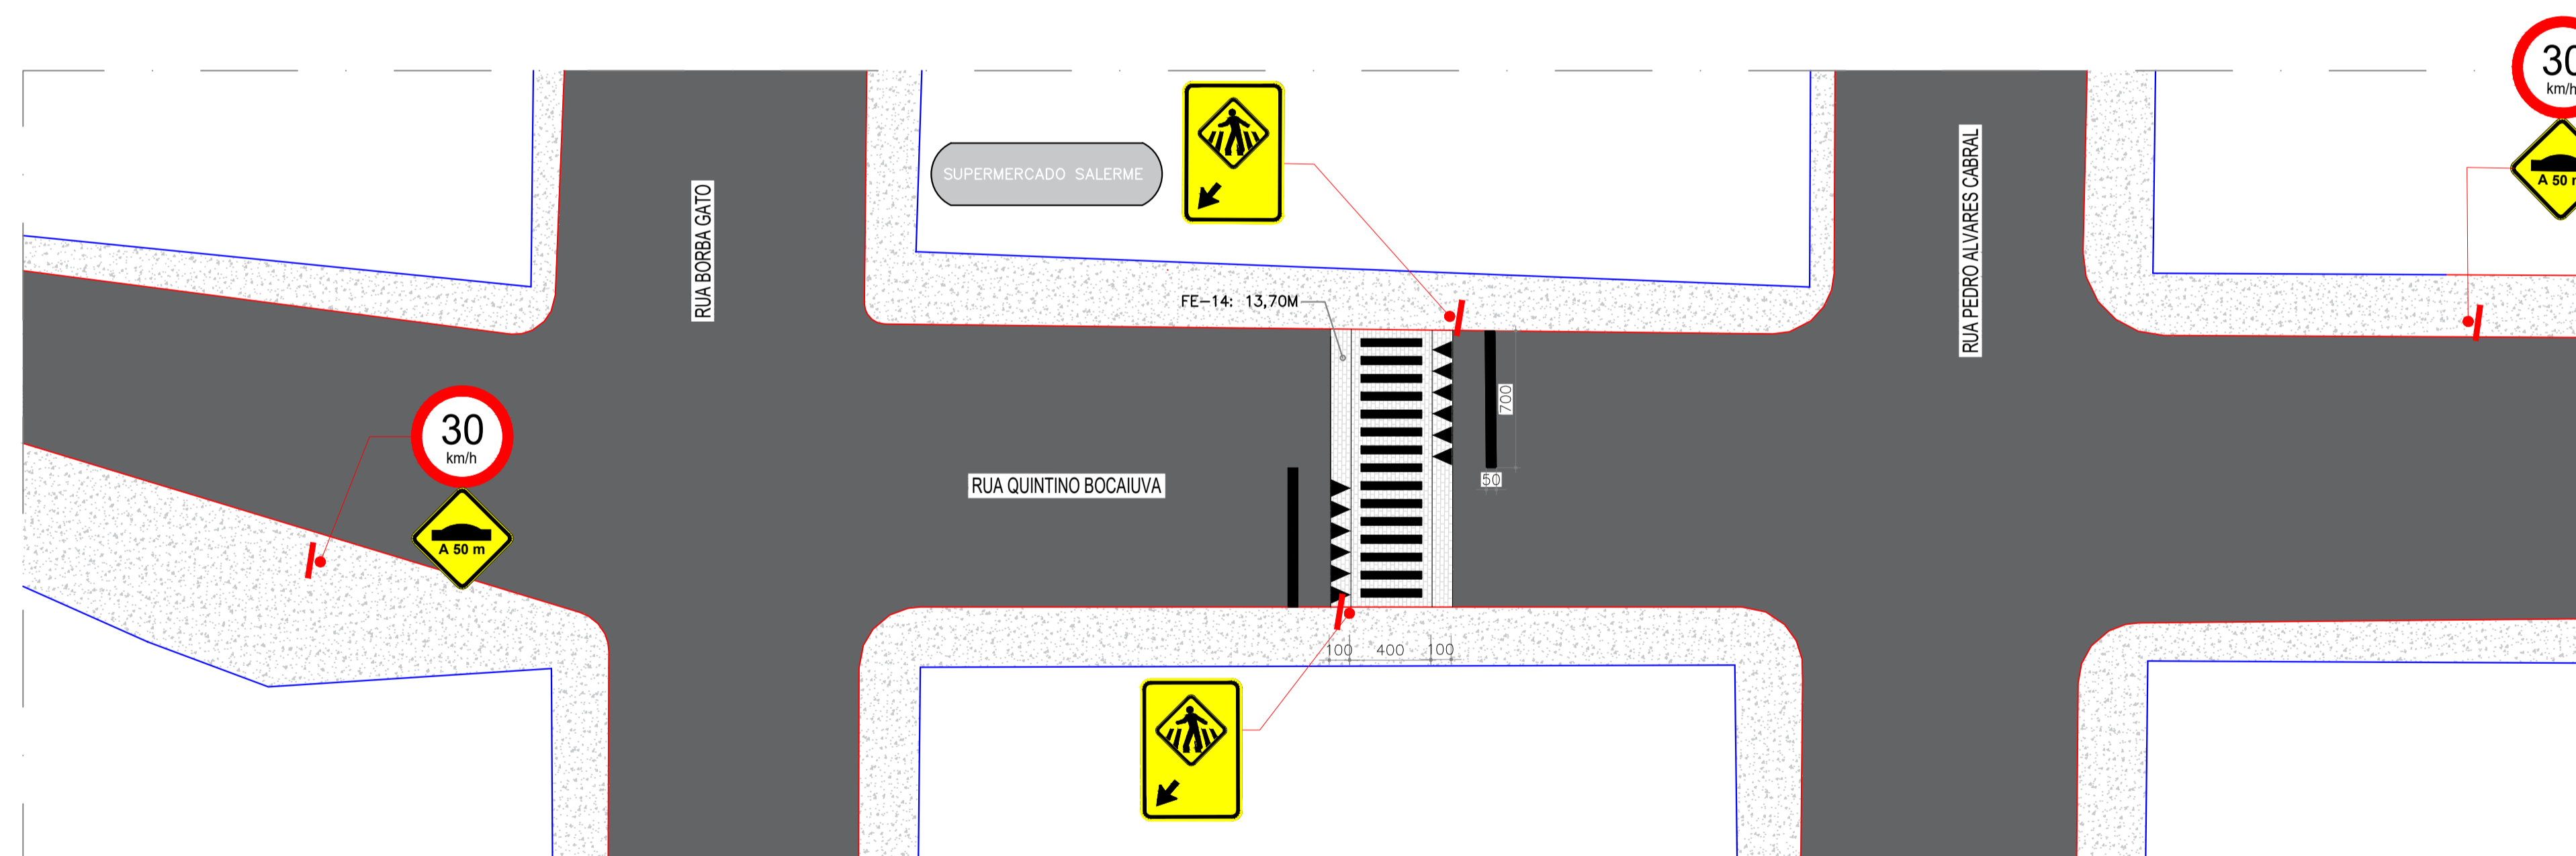 30
km/h
A 50 m
SUPERMERCADO SALERME
RUA BORBA GATO
RUA PEDRO ALVARES CABRAL
FE-14: 13,70M
700
30
km/h
A 50 m
RUA QUINTINO BOCAIUVA
50
100 400 100